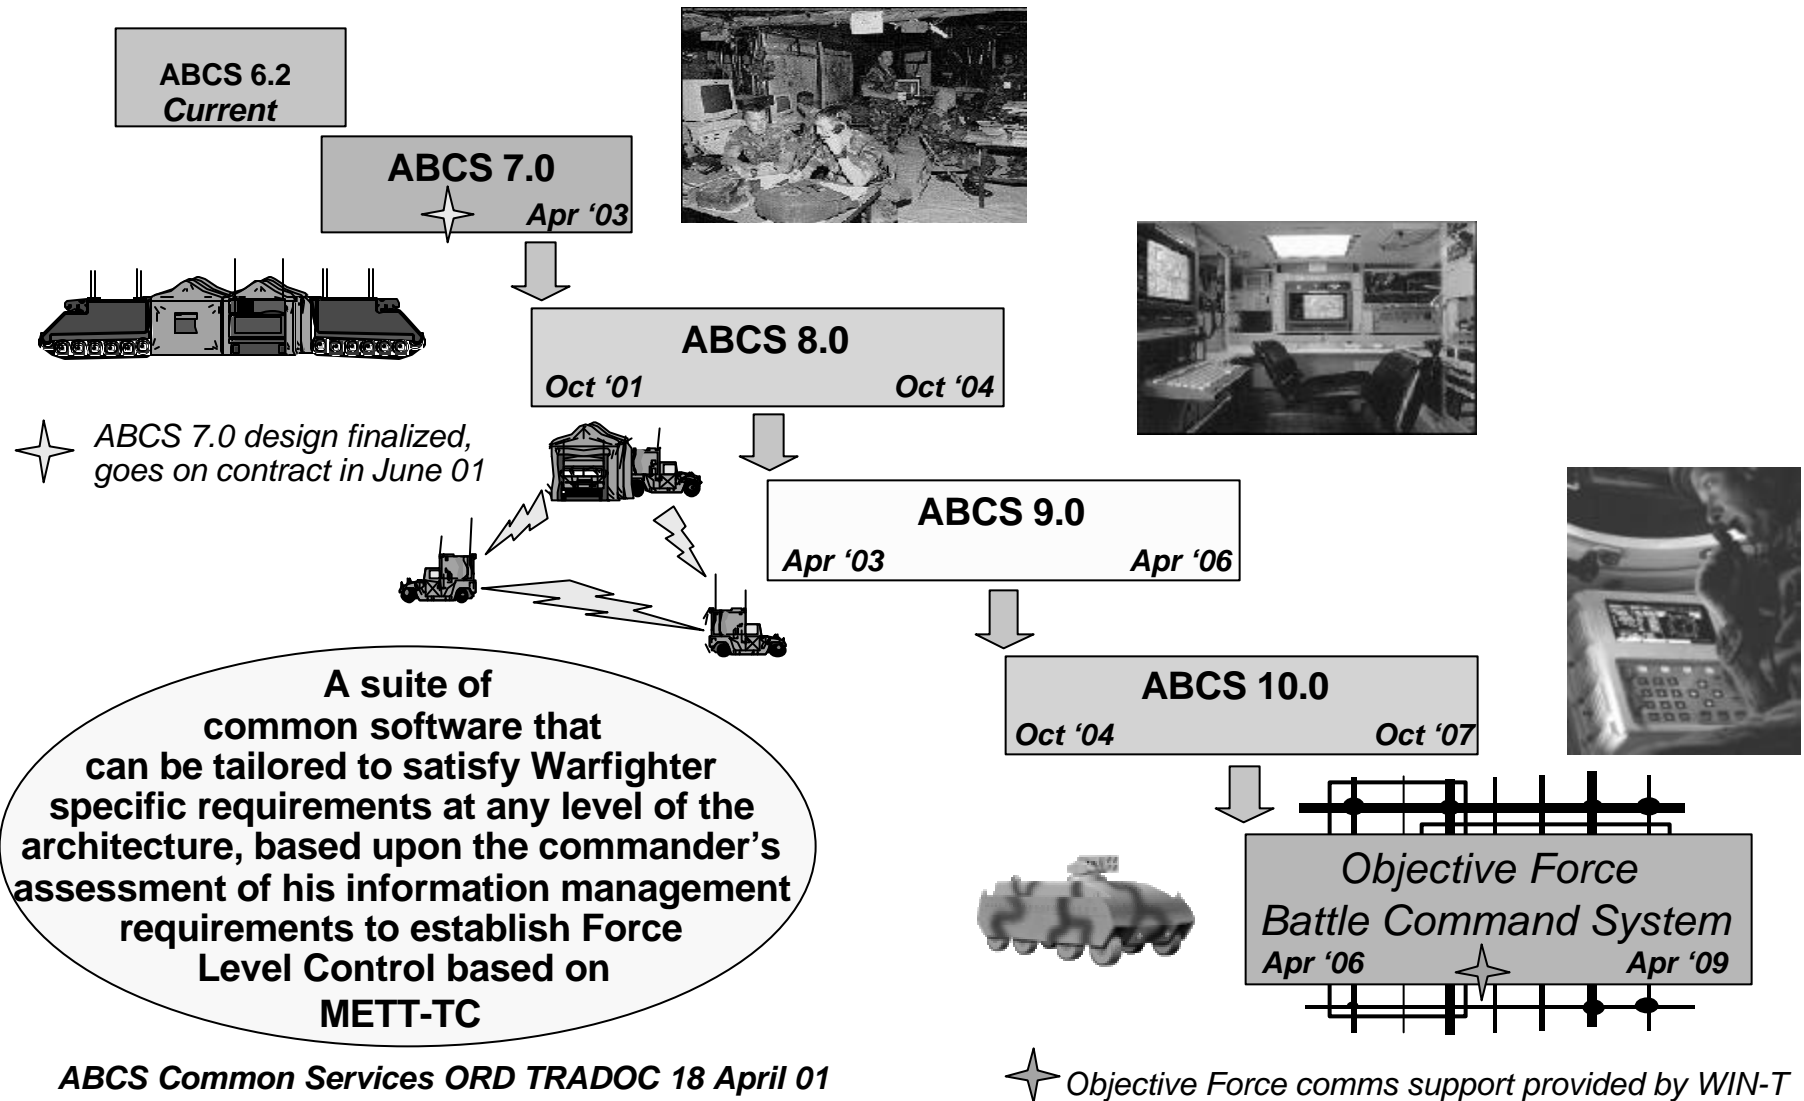 ABCS 6.2
Current
ABCS 7.0
Apr ‘03
ABCS 8.0
Oct ‘01 Oct ‘04
ABCS 7.0 design finalized,
goes on contract in June 01
ABCS 9.0
Apr ‘03 Apr ‘06
ABCS 10.0
Oct ‘04 Oct ‘07
A suite of
common software that
can be tailored to satisfy Warfighter
specific requirements at any level of the
architecture, based upon the commander’s
assessment of his information management
requirements to establish Force
Level Control based on
METT-TC
Objective Force
Battle Command System
Apr ‘06 Apr ‘09
ABCS Common Services ORD TRADOC 18 April 01
Objective Force comms support provided by WIN-T